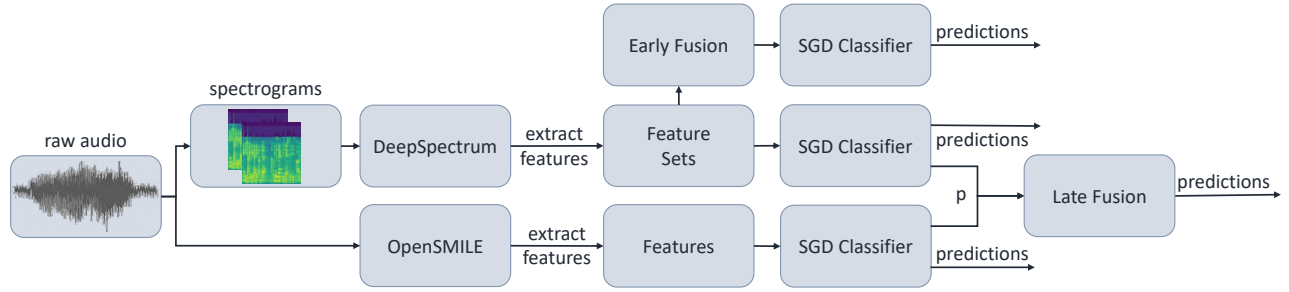 predictions
Early Fusion
SGD Classifier
spectrograms
raw audio
DeepSpectrum
extract
features
Feature
Sets
SGD Classifier
predictions
p
Late Fusion
predictions
OpenSMILE
extract
features
Features
SGD Classifier
predictions